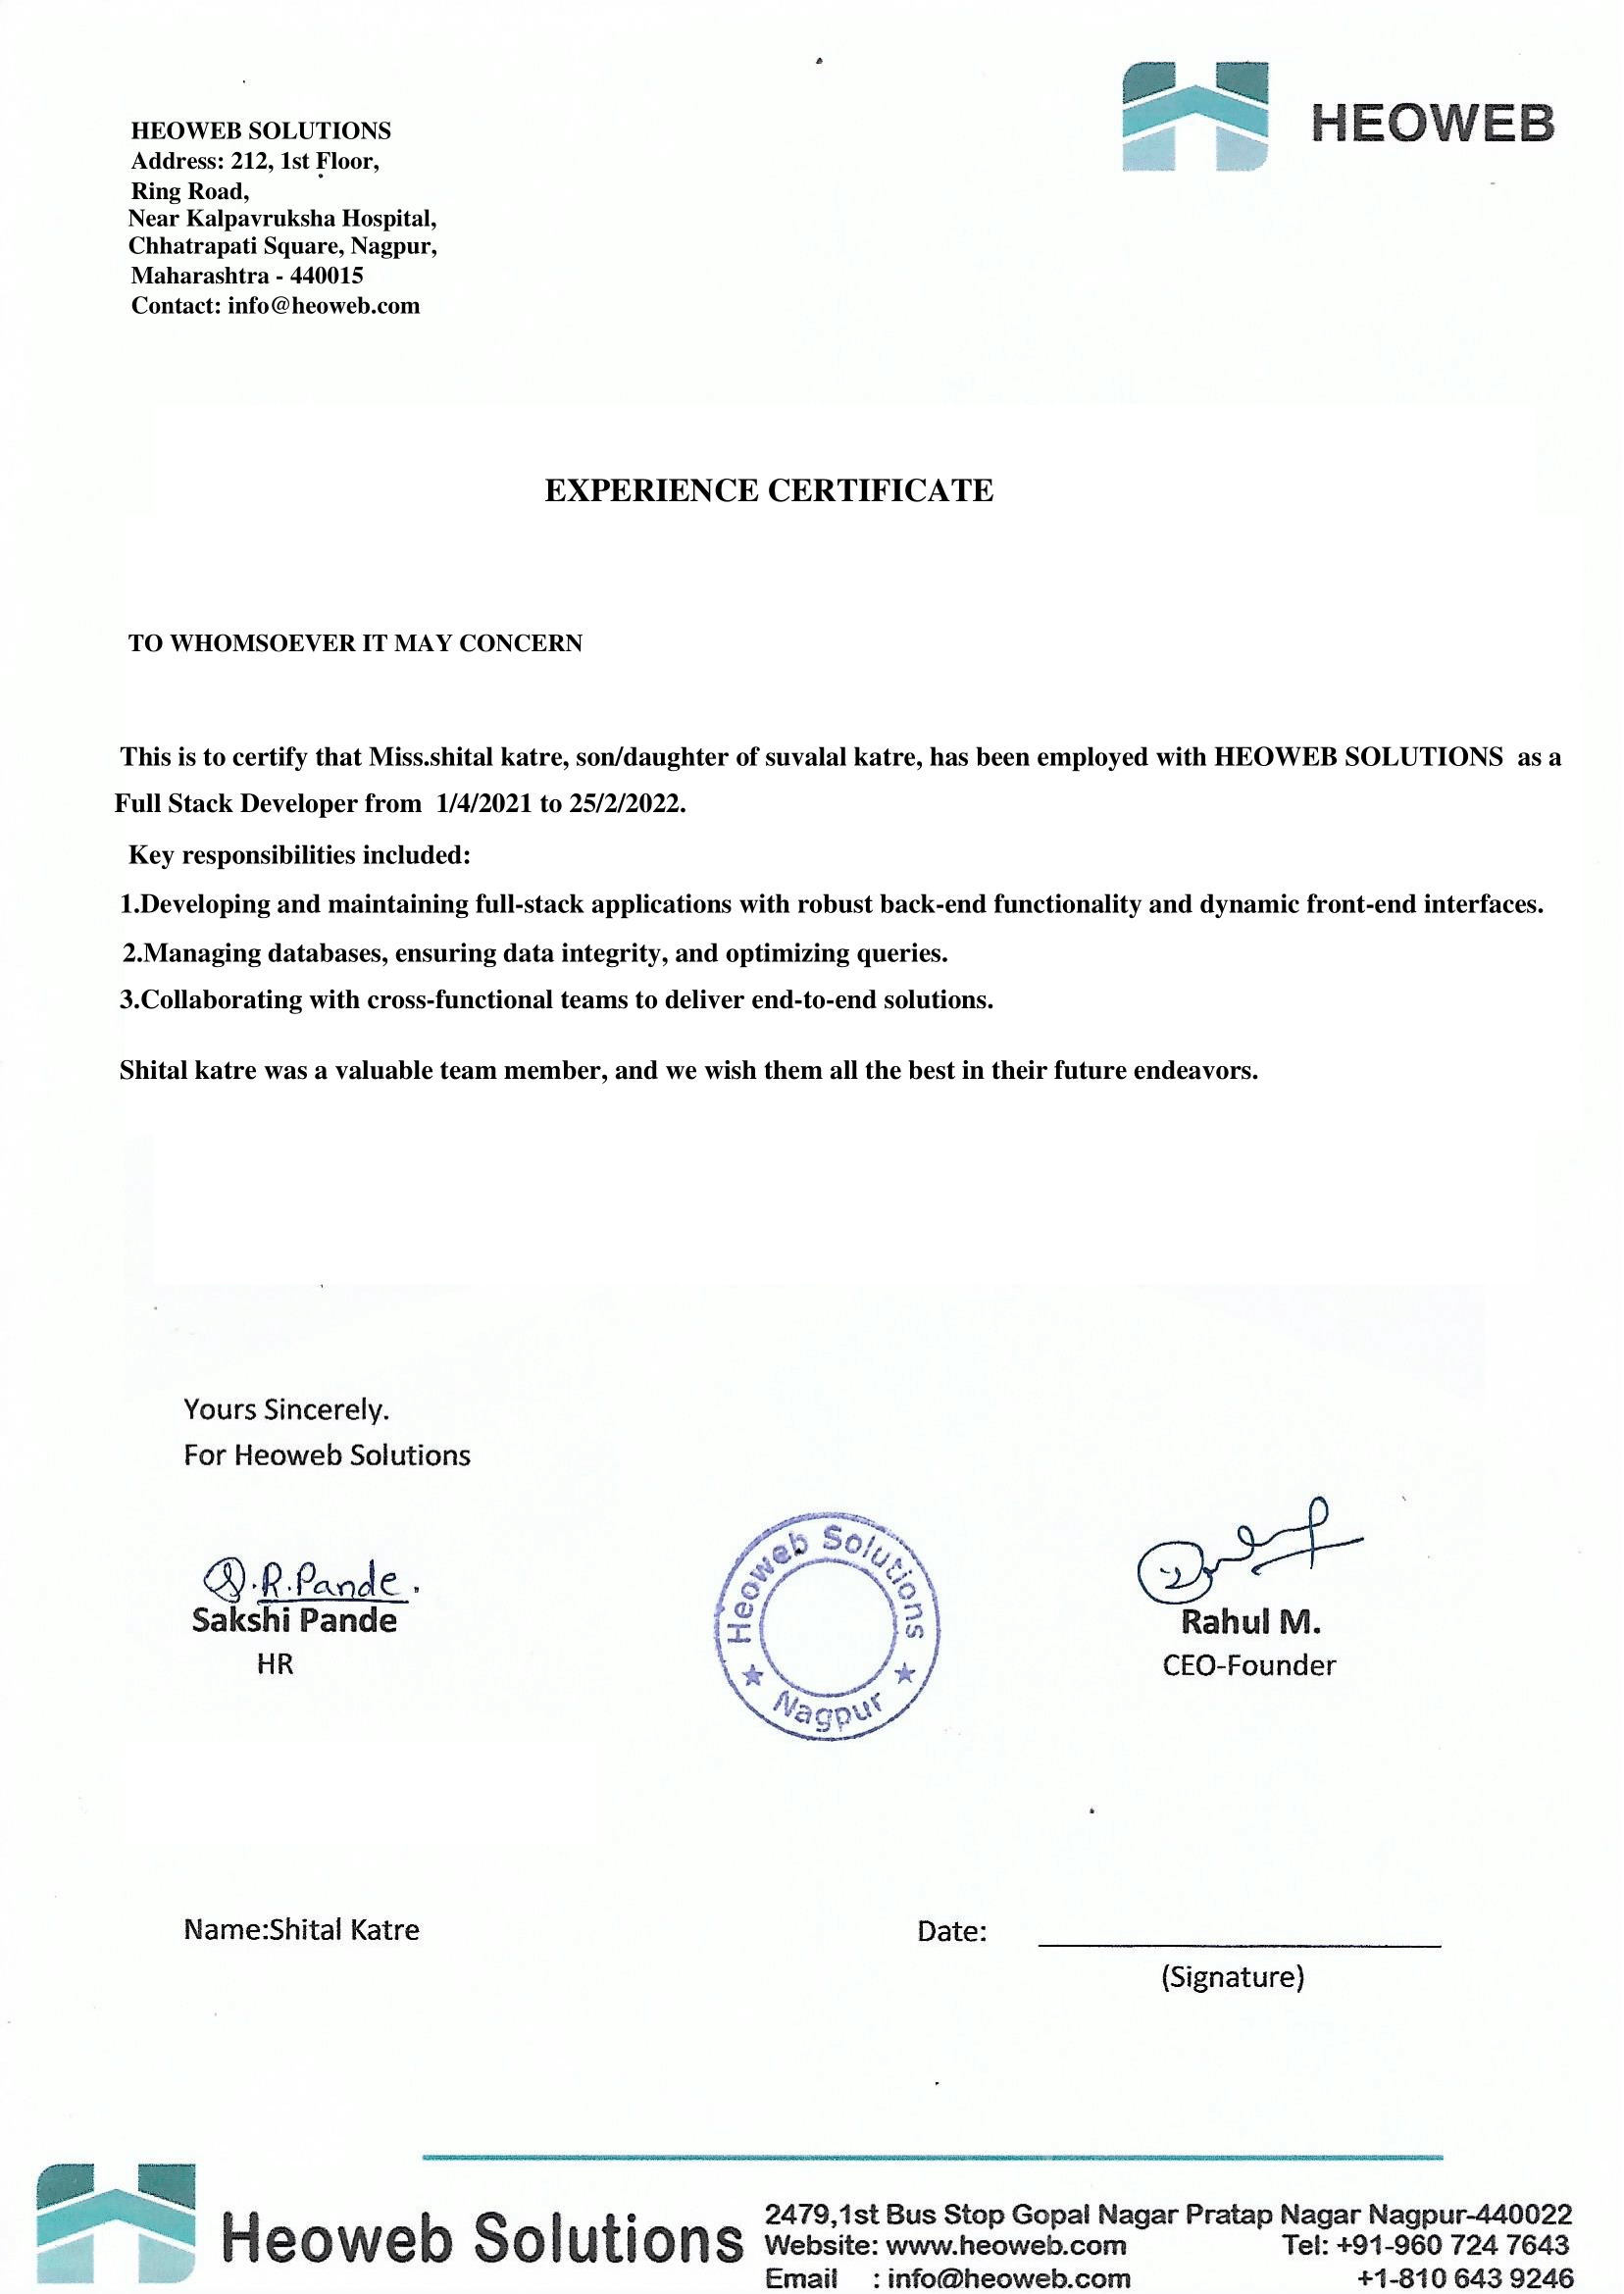 HEOWEB
HEOWEB SOLUTIONS
Address: 212, 1st Floor,
Ring Road,
Near Kalpavruksha Hospital,
Chhatrapati Square, Nagpur,
Maharashtra - 440015
Contact: info@heoweb.com
EXPERIENCE CERTIFICATE
TO WHOMSOEVER IT MAY CONCERN
This is to certify that Miss.shital katre, son/daughter of suvalal katre, has been employed with HEOWEB SOLUTIONS as a
Full Stack Developer from 1/4/2021 to 25/2/2022.
Key responsibilities included:
1.Developing and maintaining full-stack applications with robust back-end functionality and dynamic front-end interfaces.
2.Managing databases, ensuring data integrity, and optimizing queries.
3.Collaborating with cross-functional teams to deliver end-to-end solutions.
Shital katre was a valuable team member, and we wish them all the best in their future endeavors.
Yours Sincerely.
For Heoweb Solutions
S.R.Pande.
Sakshi Pande
HR
Heoweb Solutions
Nagpur
Rahul M.
CEO-Founder
Name:Shital Katre
Date:
(Signature)
Heoweb Solutions
2479,1st Bus Stop Gopal Nagar Pratap Nagar Nagpur-440022
Website: www.heoweb.com Tel: +91-960 724 7643
Email : info@heoweb.com +1-810 643 9246